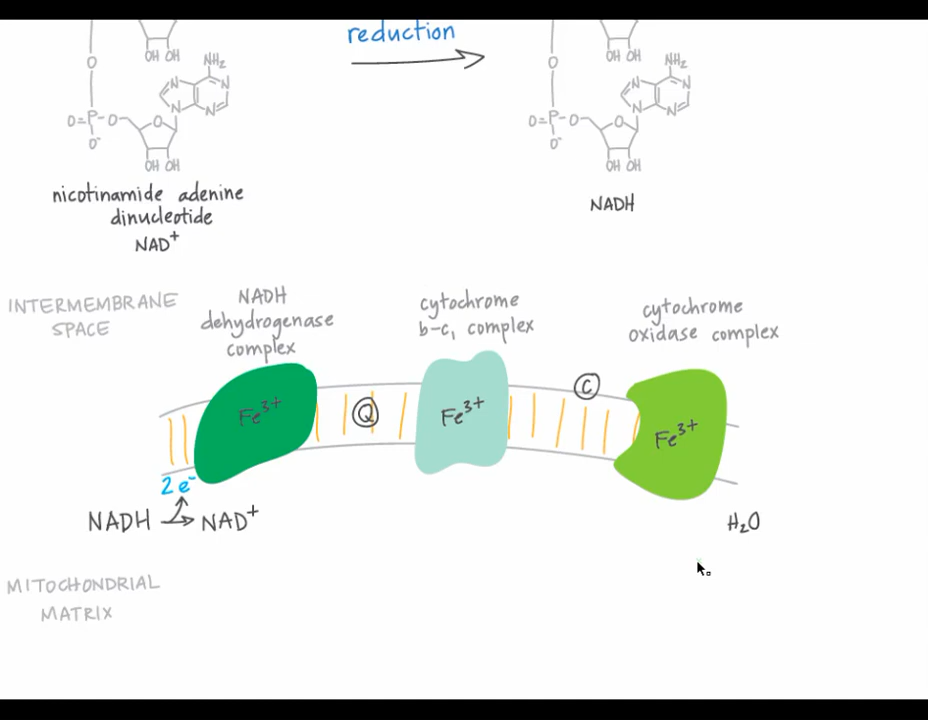 reduction
O
OH OH
NH₂
N
N
N
N
O=P-O
O
O⁻
OH OH
O
OH OH
NH₂
N
N
N
N
O=P-O
O
O⁻
OH OH
nicotinamide adenine
dinucleotide
NAD⁺
NADH
INTERMEMBRANE
SPACE
NADH
dehydrogenase
complex
cytochrome
b-c₁ complex
cytochrome
oxidase complex
Fe³⁺
Q
Fe³⁺
C
Fe³⁺
2 e⁻
NADH
NAD⁺
H₂O
MITOCHONDRIAL
MATRIX